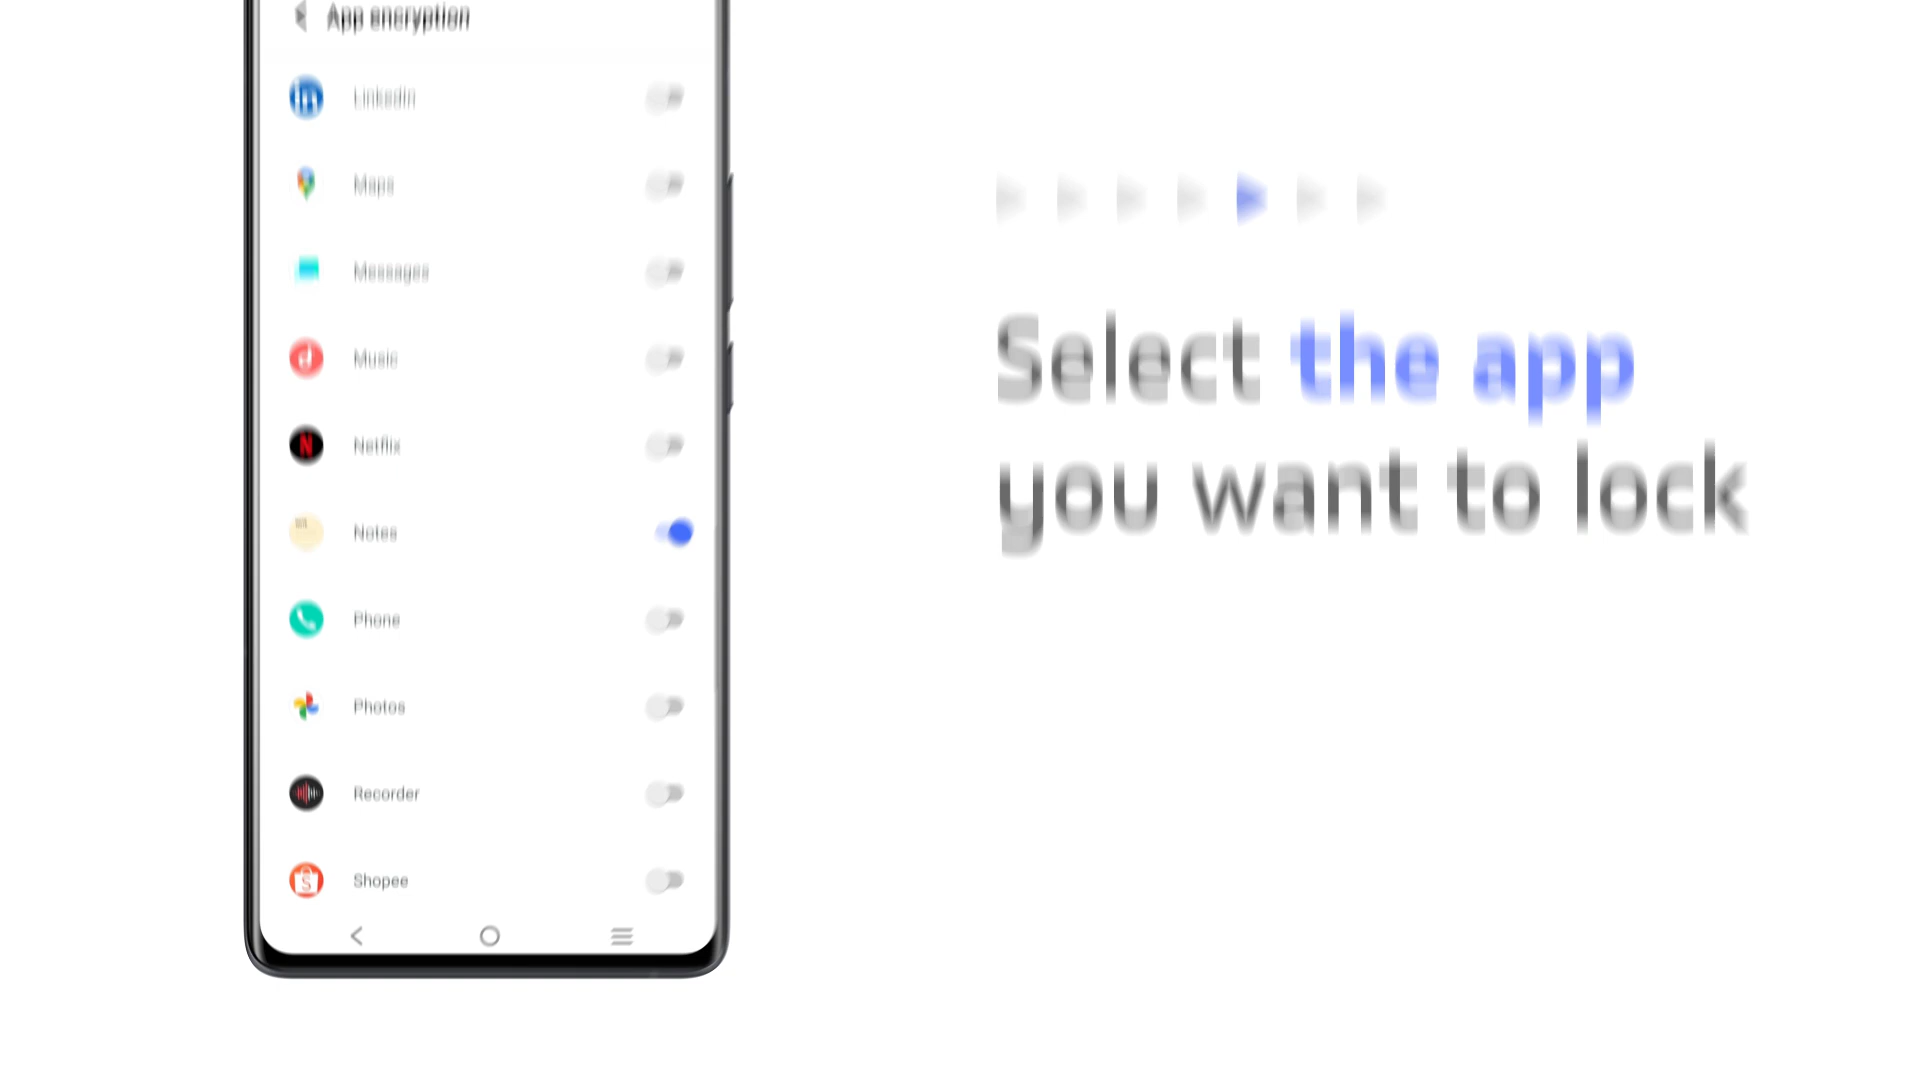 App encryption
LinkedIn
Maps
Messages
Music
Netflix
Notes
Phone
Photos
Recorder
Shopee
Select the app
you want to lock